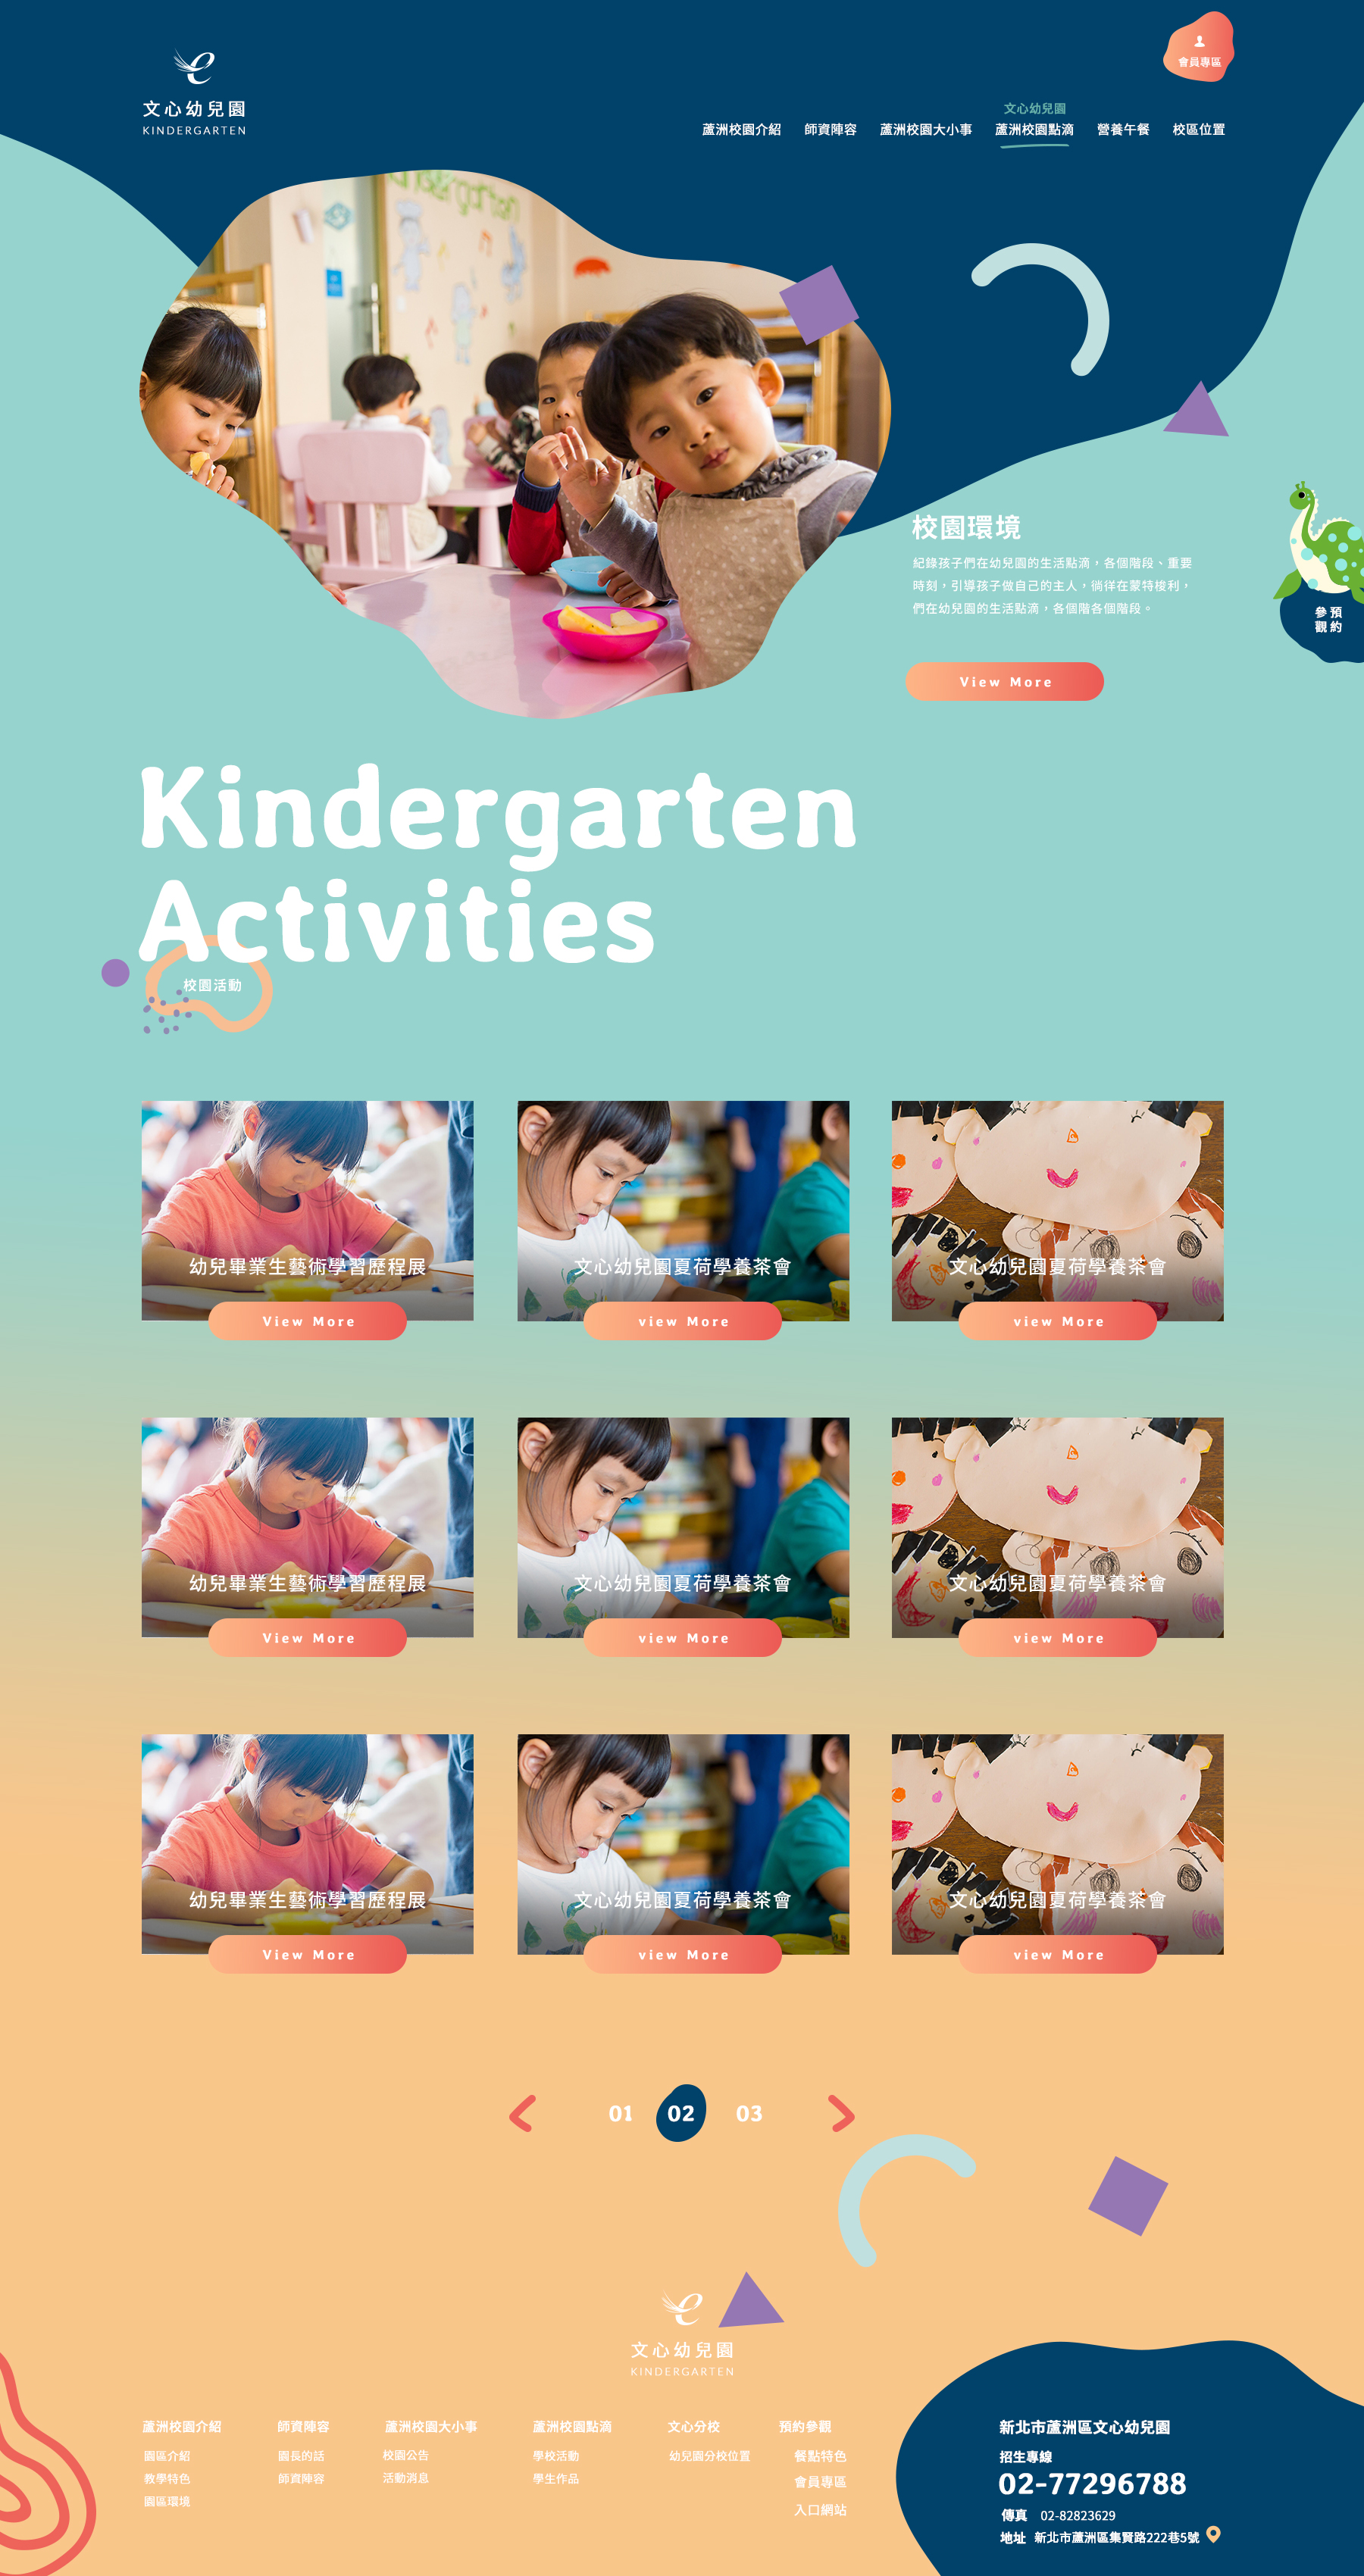 會員專區
文心幼兒園
KINDERGARTEN
文心幼兒園
蘆洲校園介紹 師資陣容 蘆洲校園大小事 蘆洲校園點滴 營養午餐 校區位置
Kindergarten
校園環境
紀錄孩子們在幼兒園的生活點滴，各個階段、重要
時刻，引導孩子做自己的主人，徜徉在蒙特梭利，
們在幼兒園的生活點滴，各個階各個階段。
預約
參觀
View More
Kindergarten
Activities
校園活動
幼兒畢業生藝術學習歷程展 文心幼兒園夏荷學養茶會 文心幼兒園夏荷學養茶會
View More view More view More
幼兒畢業生藝術學習歷程展 文心幼兒園夏荷學養茶會 文心幼兒園夏荷學養茶會
View More view More view More
幼兒畢業生藝術學習歷程展 文心幼兒園夏荷學養茶會 文心幼兒園夏荷學養茶會
View More view More view More
01 02 03
文心幼兒園
KINDERGARTEN
蘆洲校園介紹
園區介紹
教學特色
園區環境
師資陣容
園長的話
師資陣容
蘆洲校園大小事
校園公告
活動消息
蘆洲校園點滴
學校活動
學生作品
文心分校
幼兒園分校位置
預約參觀
餐點特色
會員專區
入口網站
新北市蘆洲區文心幼兒園
招生專線
02-77296788
傳真 02-82823629
地址 新北市蘆洲區集賢路222巷5號